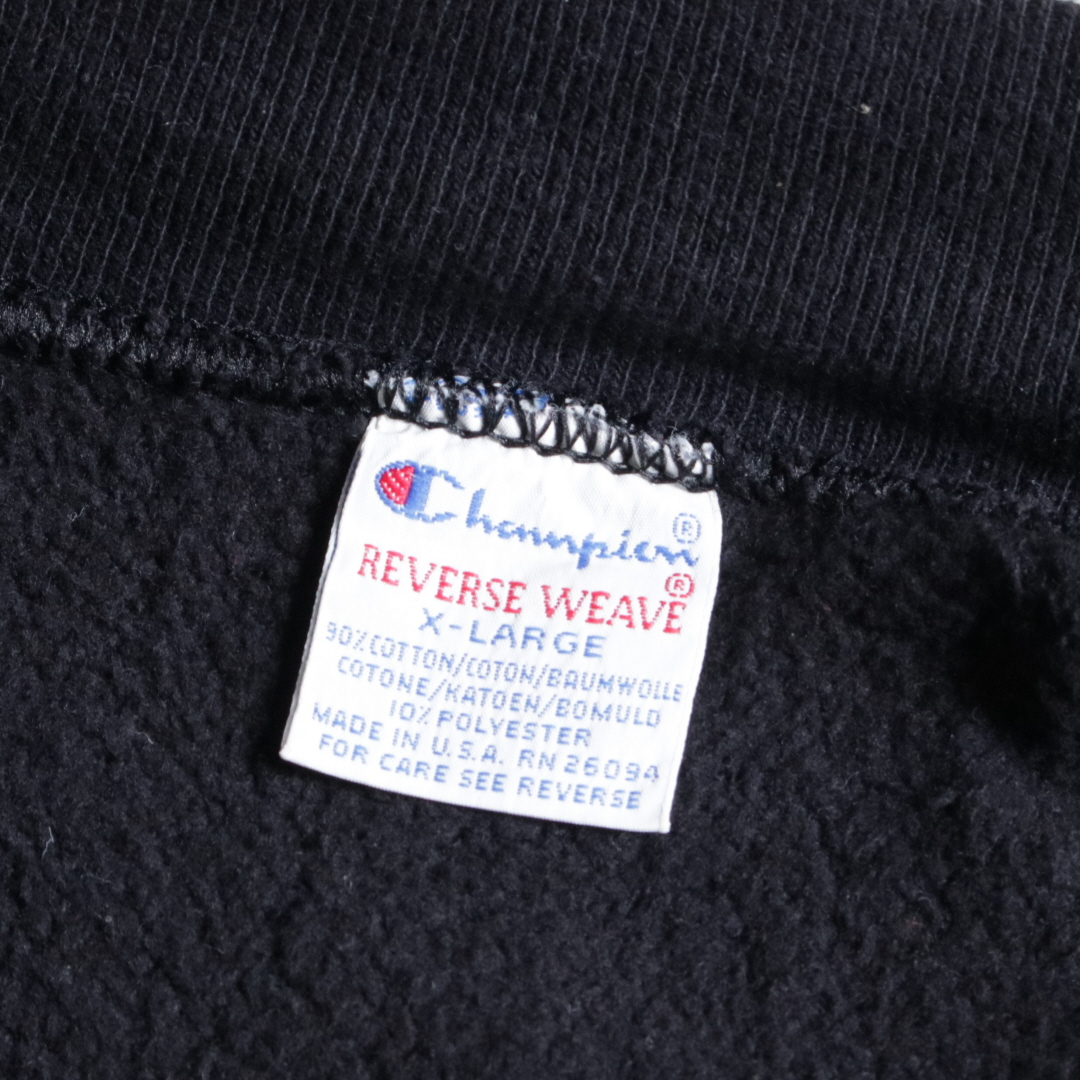 Champion®
REVERSE WEAVE®
X-LARGE
90% COTTON/COTON/BAUMWOLLE
COTONE/KATOEN/BOMULD
10% POLYESTER
MADE IN U.S.A. RN 26094
FOR CARE SEE REVERSE